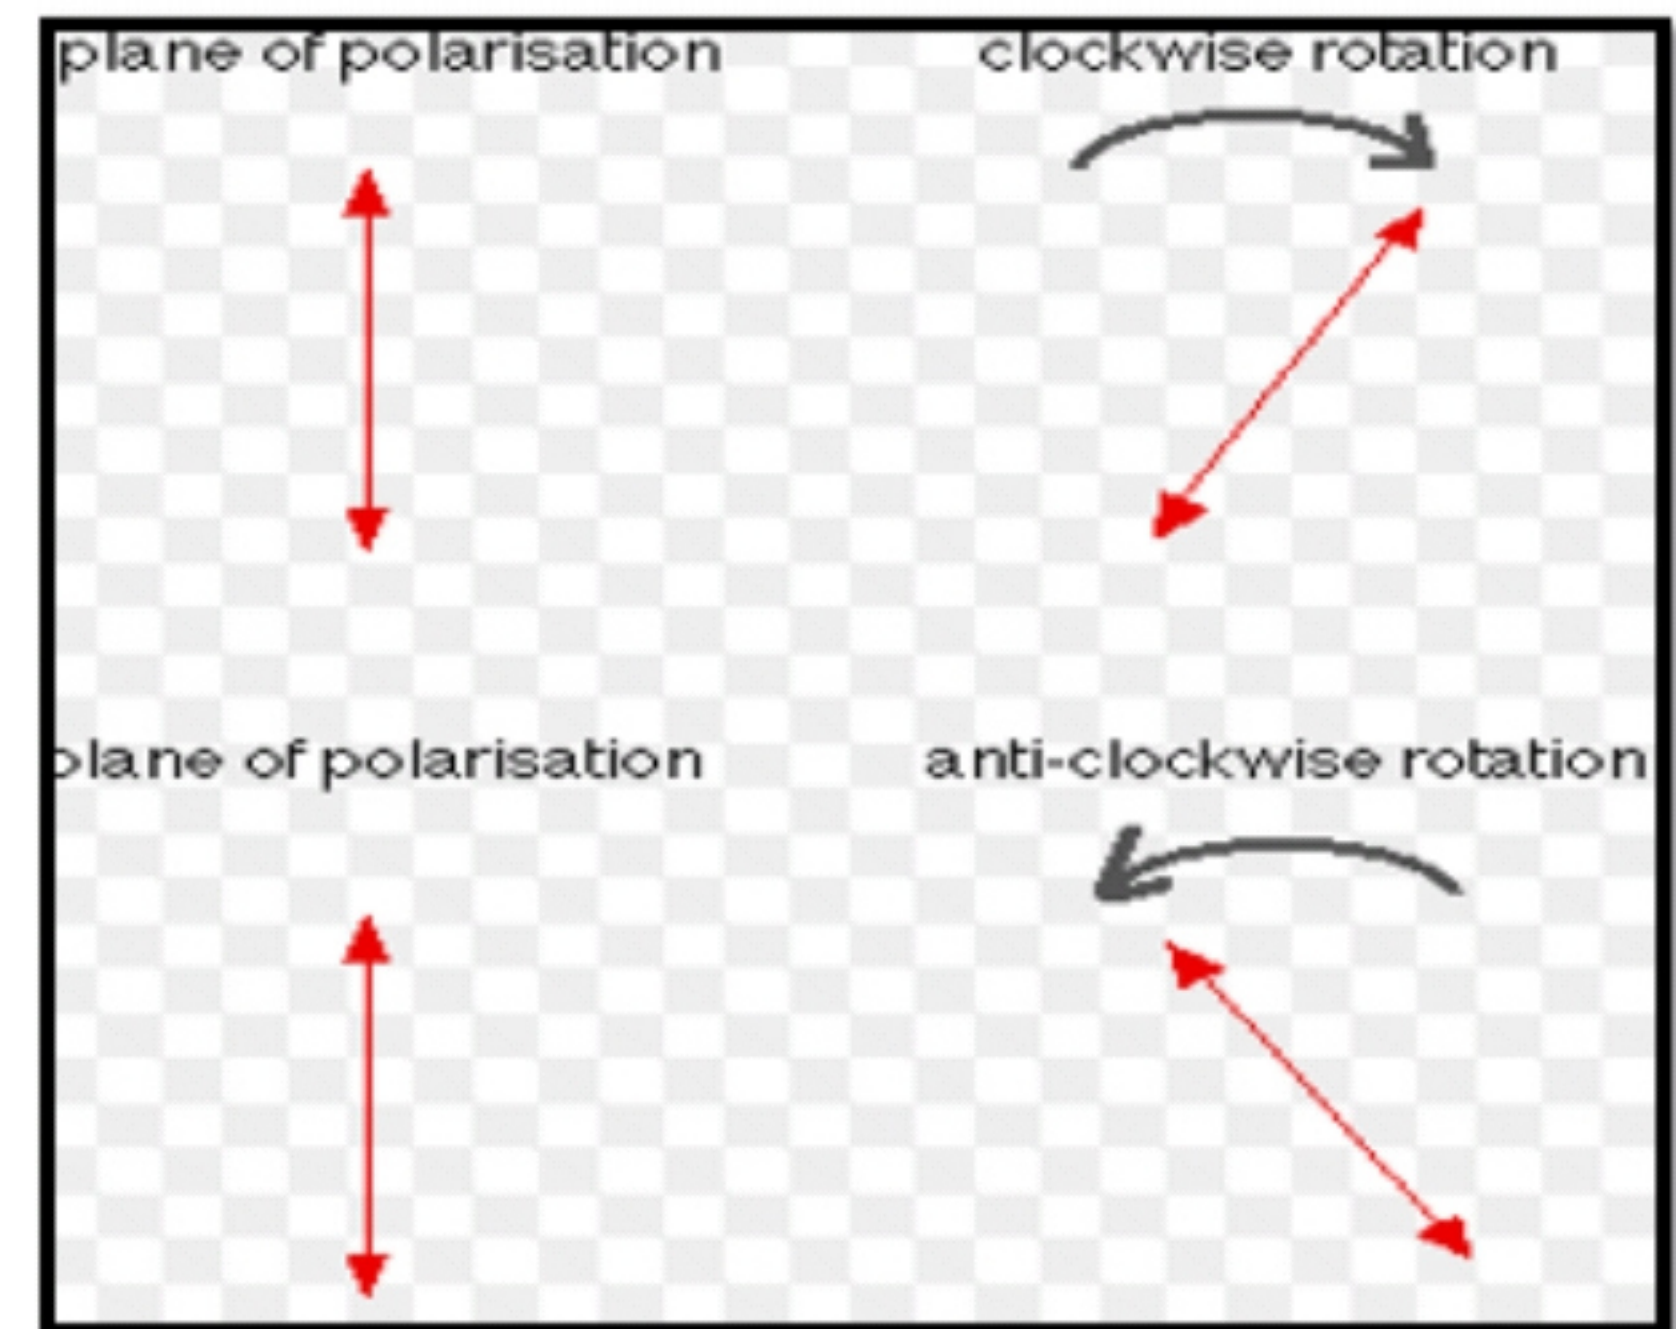 plane of polarisation
clockwise rotation
plane of polarisation
anti-clockwise rotation